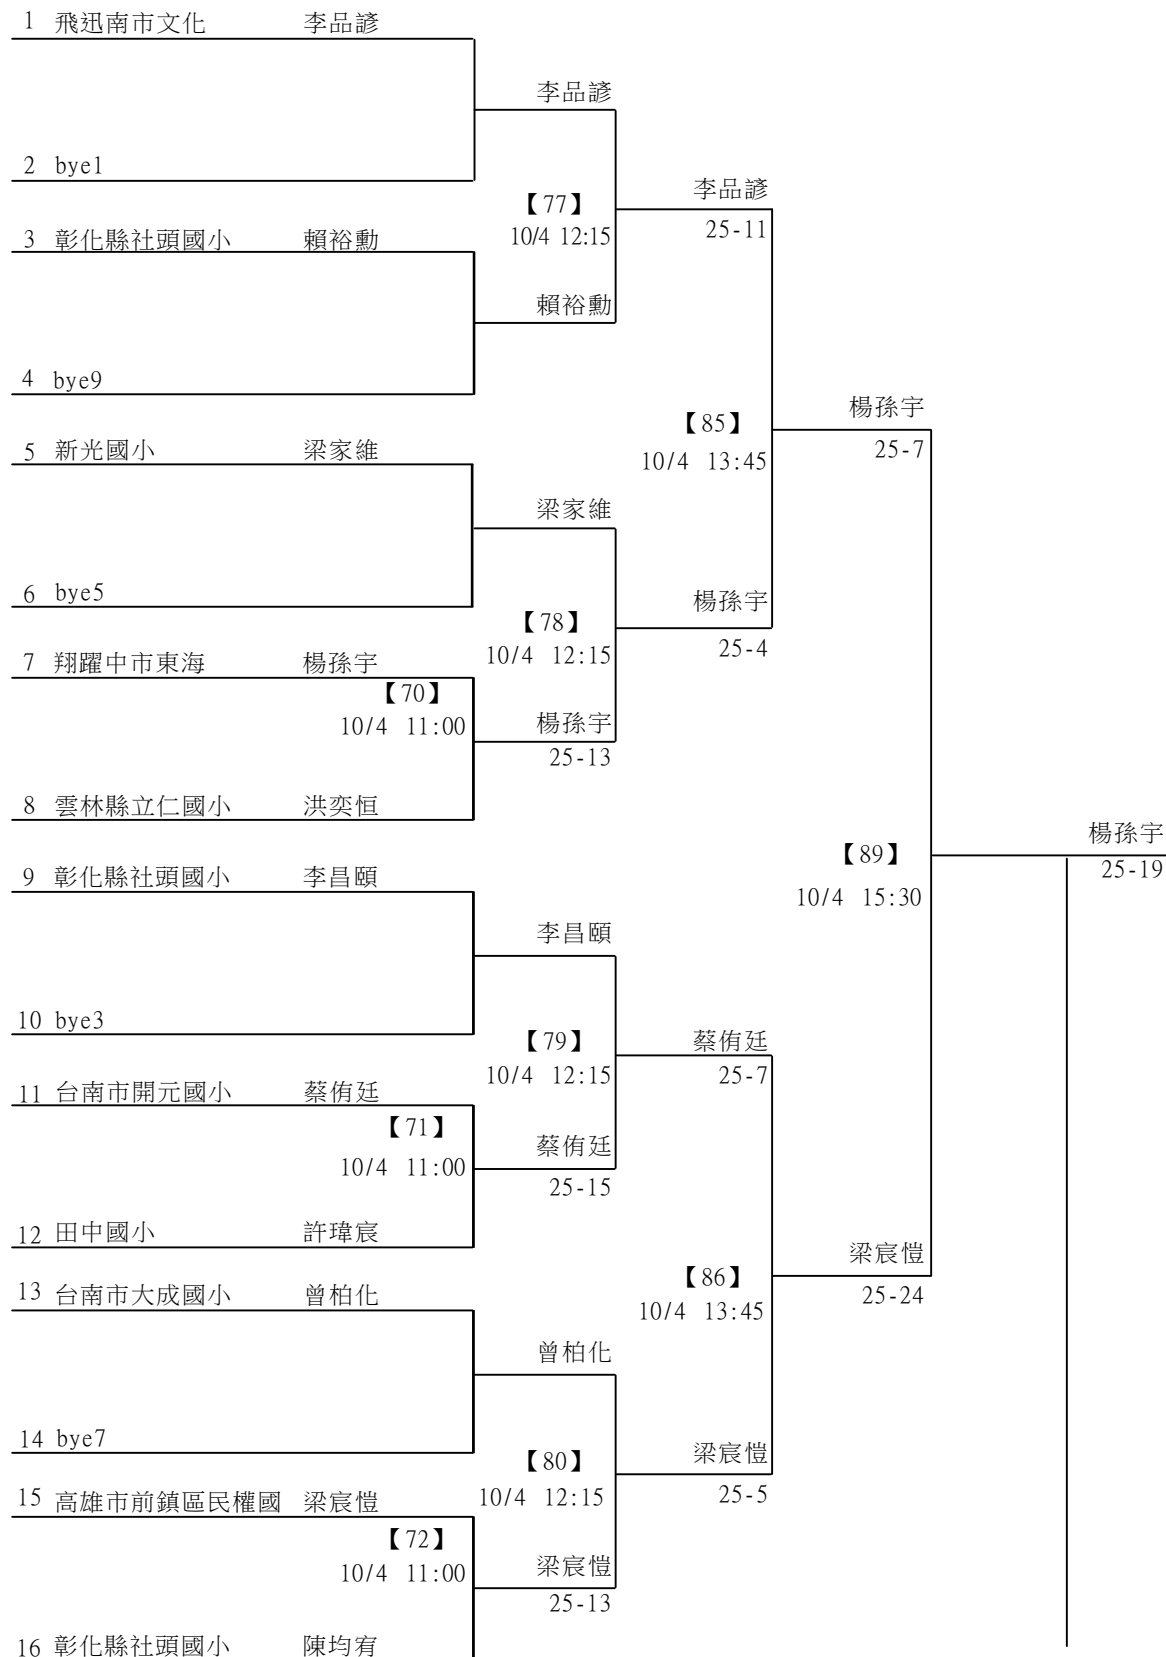 1 飛迅南市文化 李品諺
李品諺
2 bye1
李品諺
【77】
25-11
3 彰化縣社頭國小 賴裕勳
10/4 12:15
賴裕勳
4 bye9
楊孫宇
【85】
25-7
5 新光國小 梁家維
10/4 13:45
梁家維
6 bye5
楊孫宇
【78】
25-4
7 翔躍中市東海 楊孫宇
10/4 12:15
【70】
10/4 11:00
楊孫宇
25-13
8 雲林縣立仁國小 洪奕恒
楊孫宇
【89】
25-19
9 彰化縣社頭國小 李昌頤
10/4 15:30
李昌頤
10 bye3
【79】
蔡侑廷
10/4 12:15
25-7
11 台南市開元國小 蔡侑廷
【71】
蔡侑廷
10/4 11:00
25-15
12 田中國小 許瑋宸
梁宸愷
【86】
13 台南市大成國小 曾柏化
25-24
10/4 13:45
曾柏化
14 bye7
梁宸愷
【80】
15 高雄市前鎮區民權國 梁宸愷
10/4 12:15
25-5
【72】
10/4 11:00
梁宸愷
25-13
16 彰化縣社頭國小 陳均宥